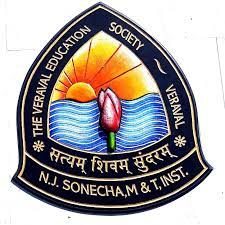 THE VERAVAL EDUCATION SOCIETY VERAVAL
सत्यम् शिवम् सुंदरम्
N.J. SONECHA, M & T, INST.